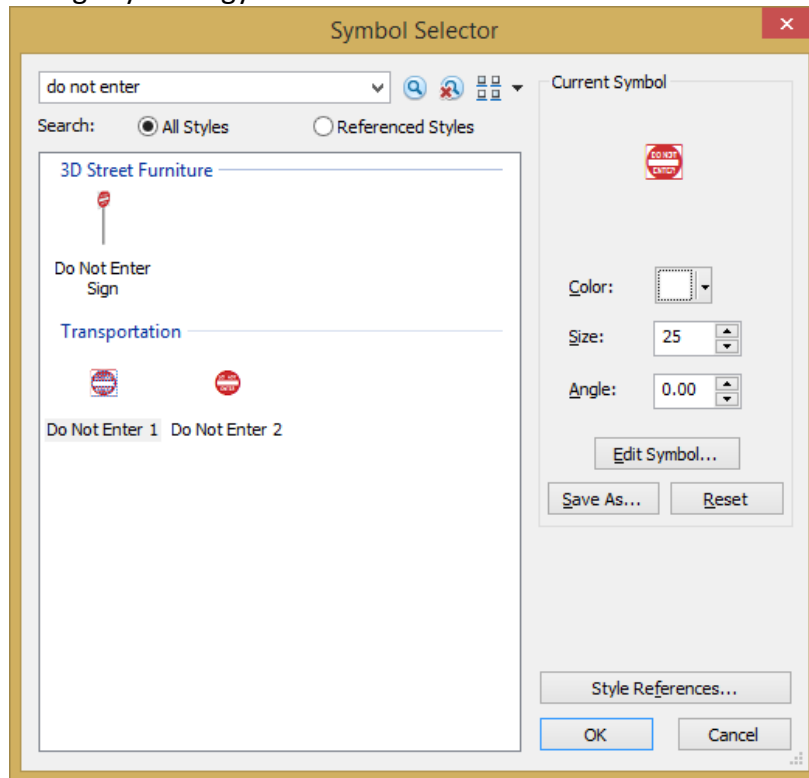 Symbol Selector
do not enter
Search: All Styles Referenced Styles
3D Street Furniture
Do Not Enter
Sign
Transportation
Do Not Enter 1 Do Not Enter 2
Current Symbol
DO NOT
ENTER
Color:
Size: 25
Angle: 0.00
Edit Symbol...
Save As... Reset
Style References...
OK Cancel